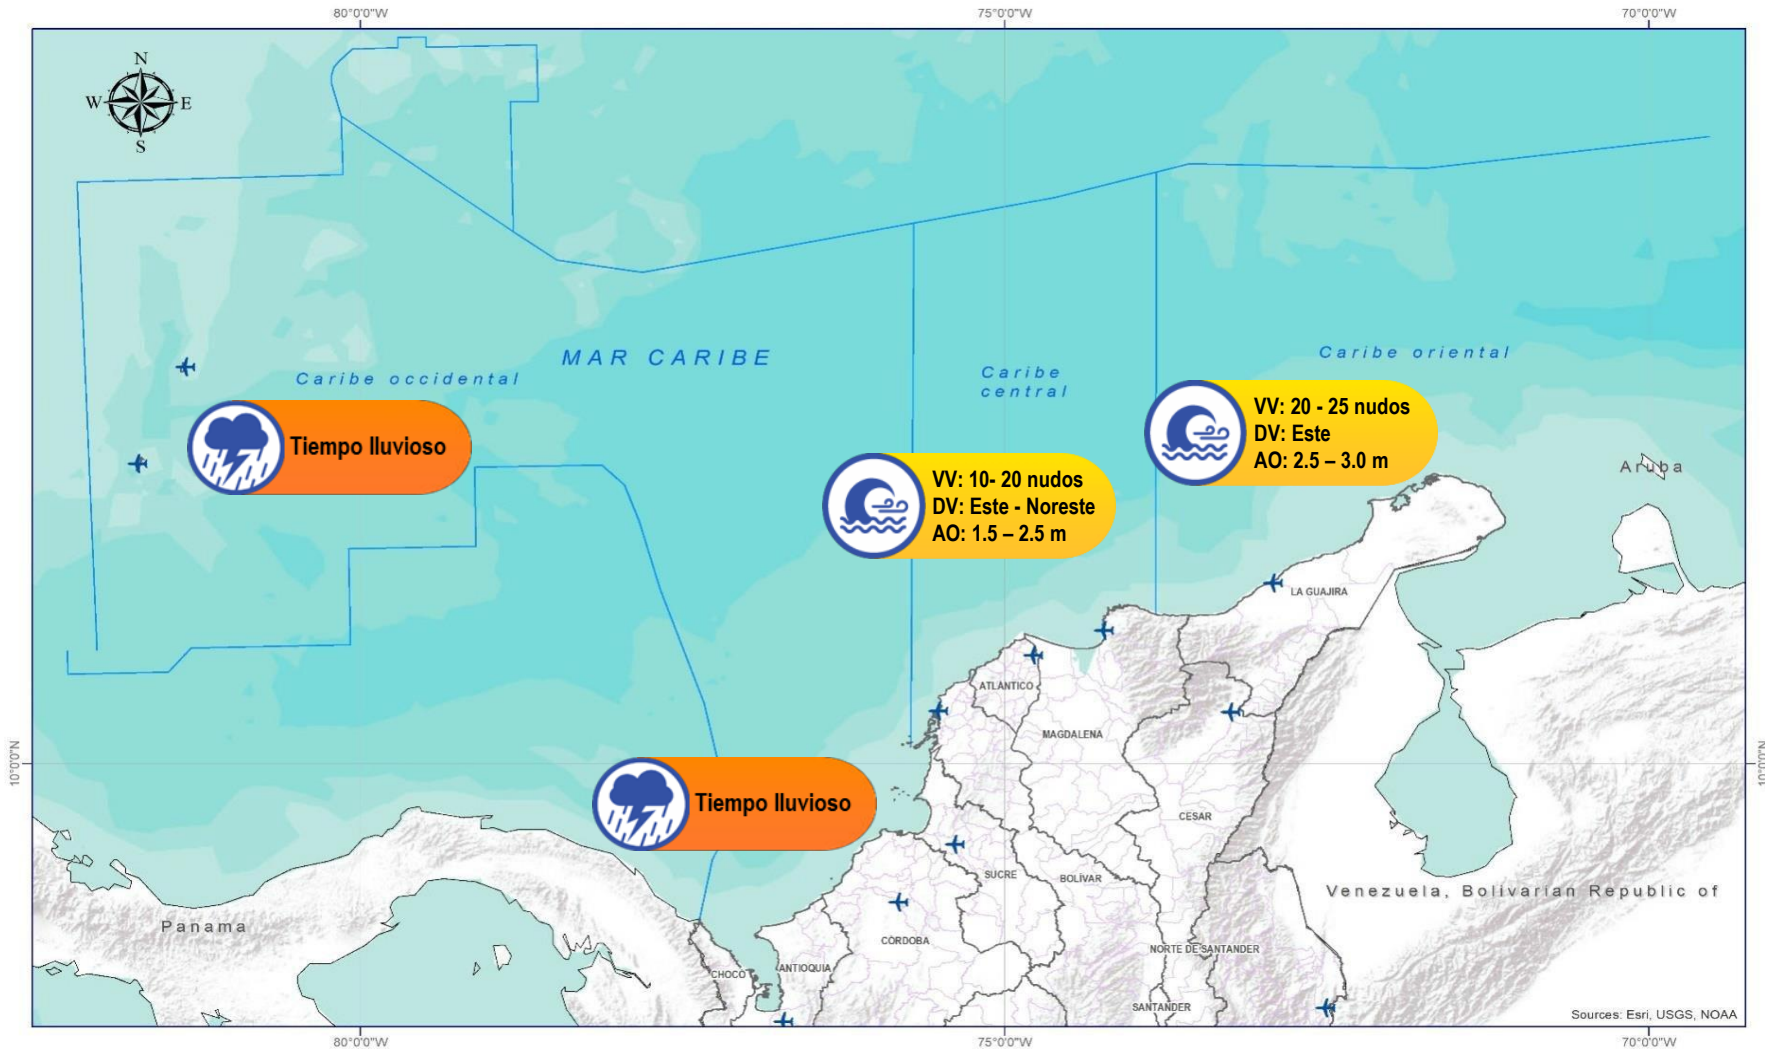 80°0'0"W
75°0'0"W
70°0'0"W
N
W
E
S
MAR CARIBE
Caribe occidental
Caribe
central
Caribe oriental
Tiempo lluvioso
VV: 10- 20 nudos
DV: Este - Noreste
AO: 1.5 – 2.5 m
VV: 20 - 25 nudos
DV: Este
AO: 2.5 – 3.0 m
Aruba
LA GUAJIRA
ATLANTICO
MAGDALENA
10°0'0"N
10°0'0"N
Tiempo lluvioso
CESAR
SUCRE
BOLÍVAR
Venezuela, Bolivarian Republic of
Panama
CÓRDOBA
NORTE DE SANTANDER
CHOCO
ANTIOQUIA
SANTANDER
Sources: Esri, USGS, NOAA
80°0'0"W
75°0'0"W
70°0'0"W